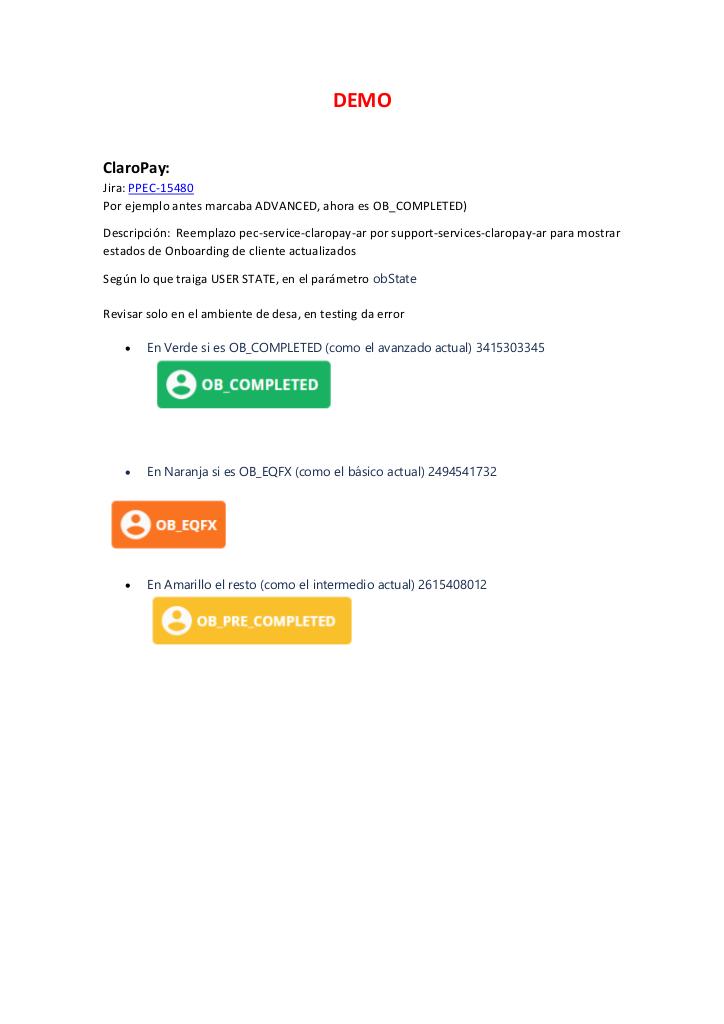 DEMO
ClaroPay:
Jira: PPEC-15480
Por ejemplo antes marcaba ADVANCED, ahora es OB_COMPLETED)
Descripción: Reemplazo pec-service-claropay-ar por support-services-claropay-ar para mostrar
estados de Onboarding de cliente actualizados
Según lo que traiga USER STATE, en el parámetro obState
Revisar solo en el ambiente de desa, en testing da error
• En Verde si es OB_COMPLETED (como el avanzado actual) 3415303345
OB_COMPLETED
• En Naranja si es OB_EQFX (como el básico actual) 2494541732
OB_EQFX
• En Amarillo el resto (como el intermedio actual) 2615408012
OB_PRE_COMPLETED